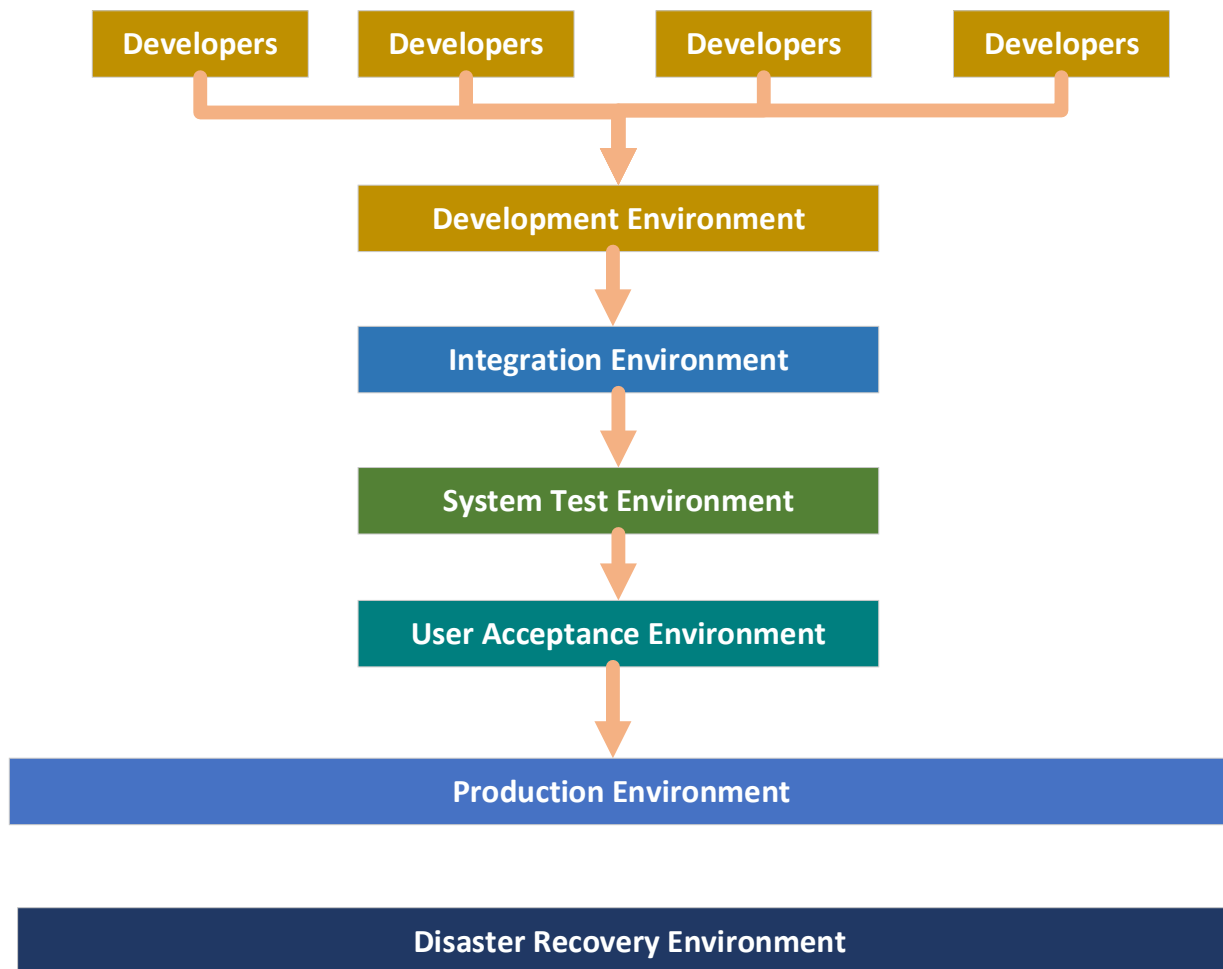 Developers
Developers
Developers
Developers
Development Environment
Integration Environment
System Test Environment
User Acceptance Environment
Production Environment
Disaster Recovery Environment